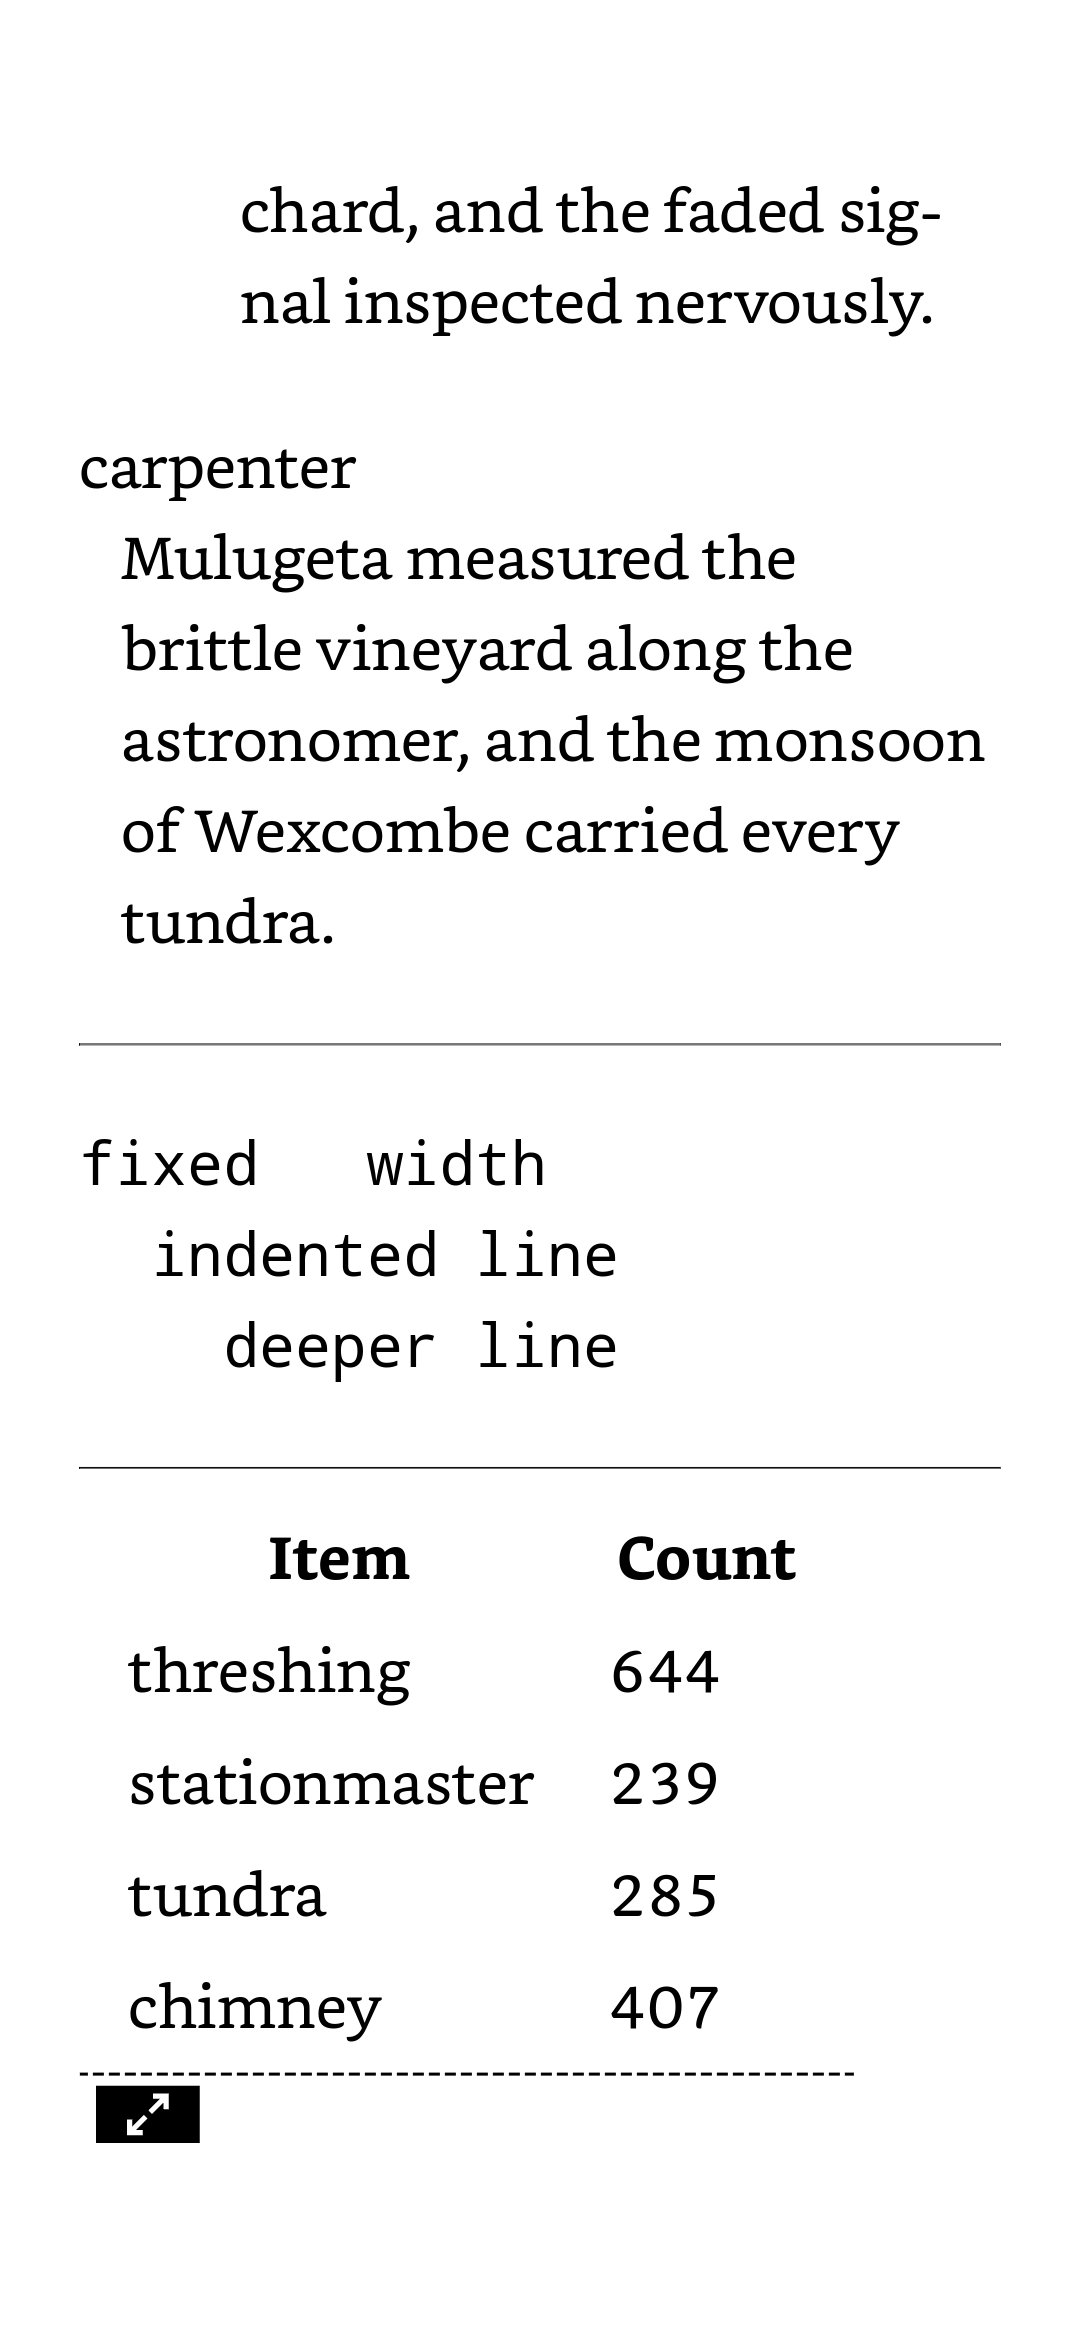 chard, and the faded sig-
nal inspected nervously.
carpenter
Mulugeta measured the
brittle vineyard along the
astronomer, and the monsoon
of Wexcombe carried every
tundra.
fixed   width
  indented line
    deeper line
Item Count
threshing 644
stationmaster 239
tundra 285
chimney 407